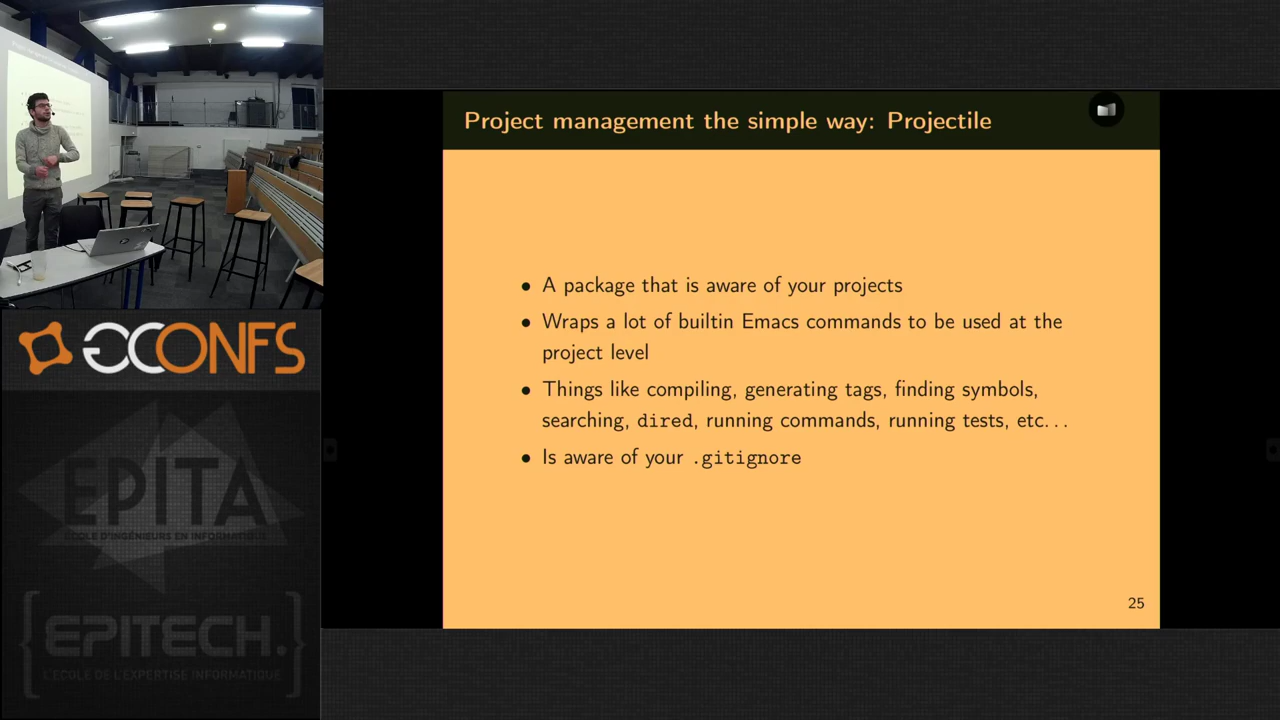 Project management the simple way: Projectile
• A package that is aware of your projects
• Wraps a lot of builtin Emacs commands to be used at the
project level
• Things like compiling, generating tags, finding symbols,
searching, dired, running commands, running tests, etc...
• Is aware of your .gitignore
25
GCONFS
EPITA
ÉCOLE D'INGÉNIEURS EN INFORMATIQUE
{EPITECH.}
L'ÉCOLE DE L'EXPERTISE INFORMATIQUE